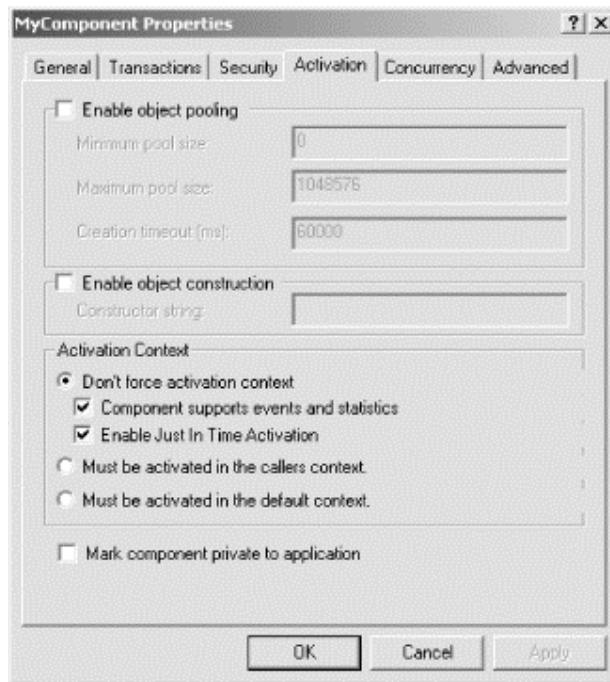 MyComponent Properties
General Transactions Security Activation Concurrency Advanced
Enable object pooling
Minimum pool size: 0
Maximum pool size: 1048576
Creation timeout (ms): 60000
Enable object construction
Constructor string:
Activation Context
Don't force activation context
Component supports events and statistics
Enable Just In Time Activation
Must be activated in the callers context.
Must be activated in the default context.
Mark component private to application
OK Cancel Apply